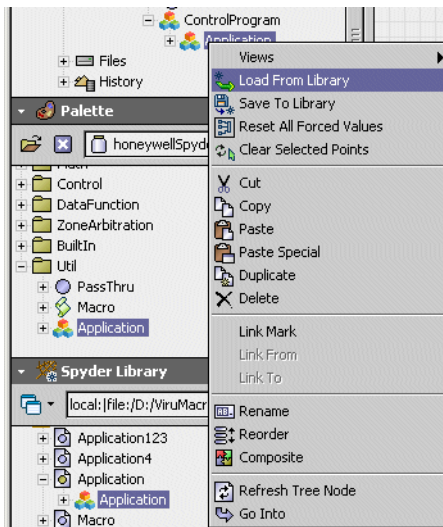 ControlProgram
Application
Files
History
Palette
honeywellSpyd
Math
Control
DataFunction
ZoneArbitration
BuiltIn
Util
PassThru
Macro
Application
Spyder Library
local:|file:/D:/ViruMacr
Application123
Application4
Application
Application
Macro
Views
Load From Library
Save To Library
Reset All Forced Values
Clear Selected Points
Cut
Copy
Paste
Paste Special
Duplicate
Delete
Link Mark
Link From
Link To
Rename
Reorder
Composite
Refresh Tree Node
Go Into